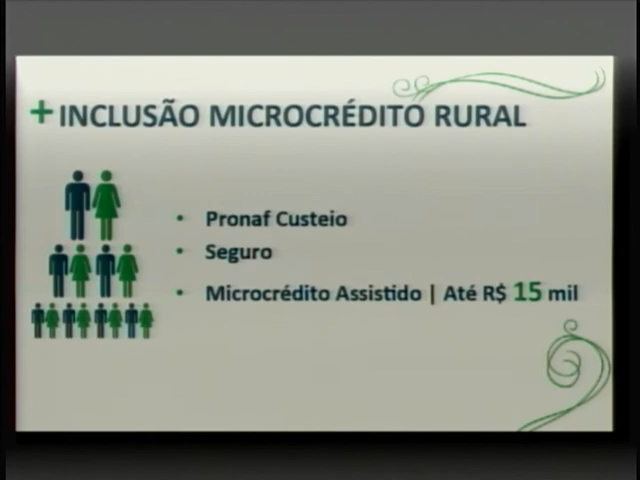 + INCLUSÃO MICROCRÉDITO RURAL
• Pronaf Custeio
• Seguro
• Microcrédito Assistido | Até R$ 15 mil